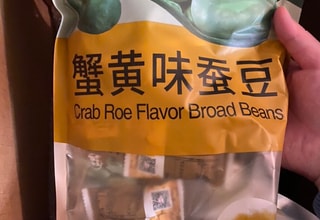 蟹黄味蚕豆
Crab Roe Flavor Broad Beans